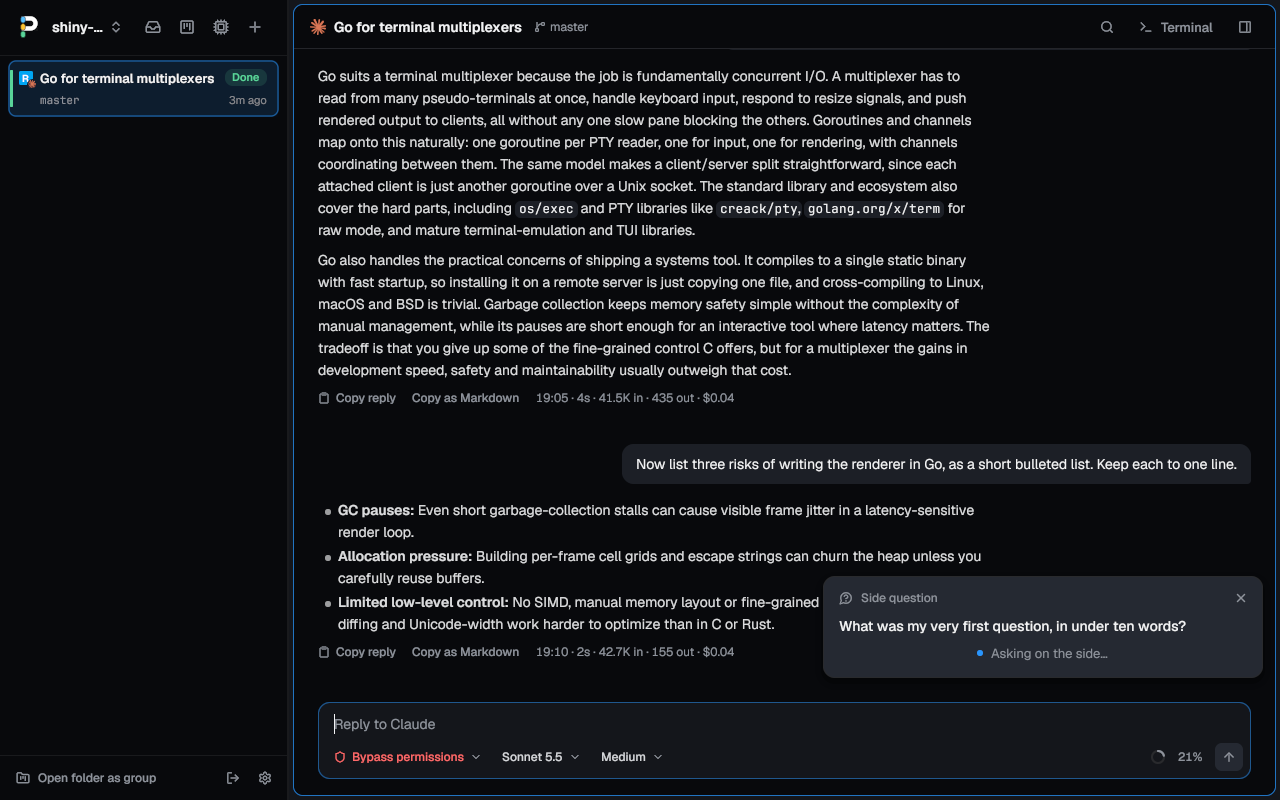 shiny-...
Go for terminal multiplexers
Done
master
3m ago
Open folder as group
Go for terminal multiplexers
master
Terminal
Go suits a terminal multiplexer because the job is fundamentally concurrent I/O. A multiplexer has to
read from many pseudo-terminals at once, handle keyboard input, respond to resize signals, and push
rendered output to clients, all without any one slow pane blocking the others. Goroutines and channels
map onto this naturally: one goroutine per PTY reader, one for input, one for rendering, with channels
coordinating between them. The same model makes a client/server split straightforward, since each
attached client is just another goroutine over a Unix socket. The standard library and ecosystem also
cover the hard parts, including os/exec and PTY libraries like creack/pty, golang.org/x/term for
raw mode, and mature terminal-emulation and TUI libraries.
Go also handles the practical concerns of shipping a systems tool. It compiles to a single static binary
with fast startup, so installing it on a remote server is just copying one file, and cross-compiling to Linux,
macOS and BSD is trivial. Garbage collection keeps memory safety simple without the complexity of
manual management, while its pauses are short enough for an interactive tool where latency matters. The
tradeoff is that you give up some of the fine-grained control C offers, but for a multiplexer the gains in
development speed, safety and maintainability usually outweigh that cost.
Copy reply Copy as Markdown 19:05 · 4s · 41.5K in · 435 out · $0.04
Now list three risks of writing the renderer in Go, as a short bulleted list. Keep each to one line.
GC pauses: Even short garbage-collection stalls can cause visible frame jitter in a latency-sensitive
render loop.
Allocation pressure: Building per-frame cell grids and escape strings can churn the heap unless you
carefully reuse buffers.
Limited low-level control: No SIMD, manual memory layout or fine-grained
diffing and Unicode-width work harder to optimize than in C or Rust.
Copy reply Copy as Markdown 19:10 · 2s · 42.7K in · 155 out · $0.04
Side question
What was my very first question, in under ten words?
Asking on the side...
Reply to Claude
Bypass permissions Sonnet 5.5 Medium 21%